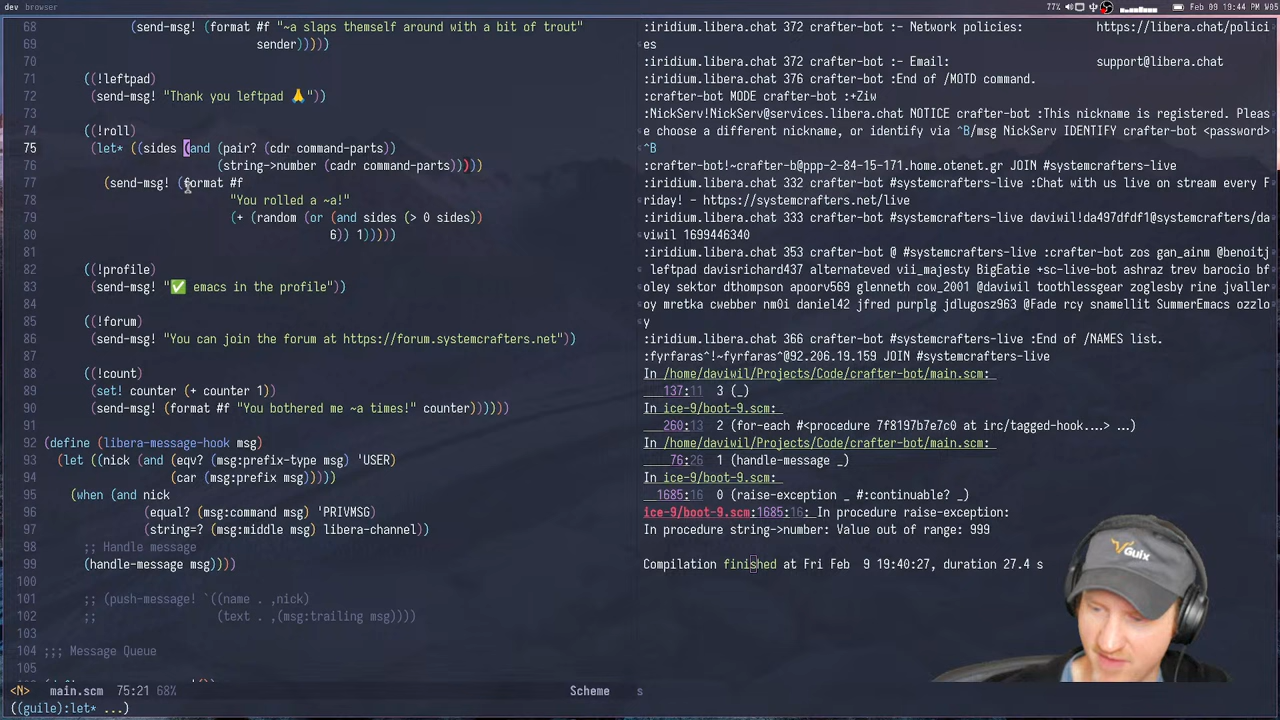 dev browser
77% Feb 09 19:44 W05
68 (send-msg! (format #f "~a slaps themself around with a bit of trout"
69 sender)))))
70
71 ((!leftpad)
72 (send-msg! "Thank you leftpad 🙏"))
73
74 ((!roll)
75 (let* ((sides (and (pair? (cdr command-parts))
76 (string->number (cadr command-parts)))))
77 (send-msg! (format #f
78 "You rolled a ~a!"
79 (+ (random (or (and sides (> 0 sides))
80 6)) 1)))))
81
82 ((!profile)
83 (send-msg! "✅ emacs in the profile"))
84
85 ((!forum)
86 (send-msg! "You can join the forum at https://forum.systemcrafters.net"))
87
88 ((!count)
89 (set! counter (+ counter 1))
90 (send-msg! (format #f "You bothered me ~a times!" counter))))))
91
92 (define (libera-message-hook msg)
93 (let ((nick (and (eqv? (msg:prefix-type msg) 'USER)
94 (car (msg:prefix msg)))))
95 (when (and nick
96 (equal? (msg:command msg) 'PRIVMSG)
97 (string=? (msg:middle msg) libera-channel))
98 ;; Handle message
99 (handle-message msg))))
100
101 ;; (push-message! `((name . ,nick)
102 ;; (text . ,(msg:trailing msg))))
103
104 ;;; Message Queue
105
<N> main.scm 75:21 68% Scheme
((guile):let* ...)
:iridium.libera.chat 372 crafter-bot :- Network policies: https://libera.chat/polici
es
:iridium.libera.chat 372 crafter-bot :- Email: support@libera.chat
:iridium.libera.chat 376 crafter-bot :End of /MOTD command.
:crafter-bot MODE crafter-bot :+Ziw
:NickServ!NickServ@services.libera.chat NOTICE crafter-bot :This nickname is registered. Pleas
e choose a different nickname, or identify via ^B/msg NickServ IDENTIFY crafter-bot <password>
^B
:crafter-bot!~crafter-b@ppp-2-84-15-171.home.otenet.gr JOIN #systemcrafters-live
:iridium.libera.chat 332 crafter-bot #systemcrafters-live :Chat with us live on stream every F
riday! - https://systemcrafters.net/live
:iridium.libera.chat 333 crafter-bot #systemcrafters-live daviwil!da497dfdf1@systemcrafters/da
viwil 1699446340
:iridium.libera.chat 353 crafter-bot @ #systemcrafters-live :crafter-bot zos gan_ainm @benoitj
leftpad davisrichard437 alternateved vii_majesty BigEatie +sc-live-bot ashraz trev barocio bf
oley sektor dthompson apoorv569 glenneth cow_2001 @daviwil toothlessgear zoglesby rine jvaller
oy mretka cwebber nm0i daniel42 jfred purplg jdlugosz963 @Fade rcy snamellit SummerEmacs ozzlo
y
:iridium.libera.chat 366 crafter-bot #systemcrafters-live :End of /NAMES list.
:fyrfaras^!~fyrfaras^@92.206.19.159 JOIN #systemcrafters-live
In /home/daviwil/Projects/Code/crafter-bot/main.scm:
137:11 3 (_)
In ice-9/boot-9.scm:
260:13 2 (for-each #<procedure 7f8197b7e7c0 at irc/tagged-hook....> ...)
In /home/daviwil/Projects/Code/crafter-bot/main.scm:
76:26 1 (handle-message _)
In ice-9/boot-9.scm:
1685:16 0 (raise-exception _ #:continuable? _)
ice-9/boot-9.scm:1685:16: In procedure raise-exception:
In procedure string->number: Value out of range: 999
Compilation finished at Fri Feb 9 19:40:27, duration 27.4 s
s
Guix